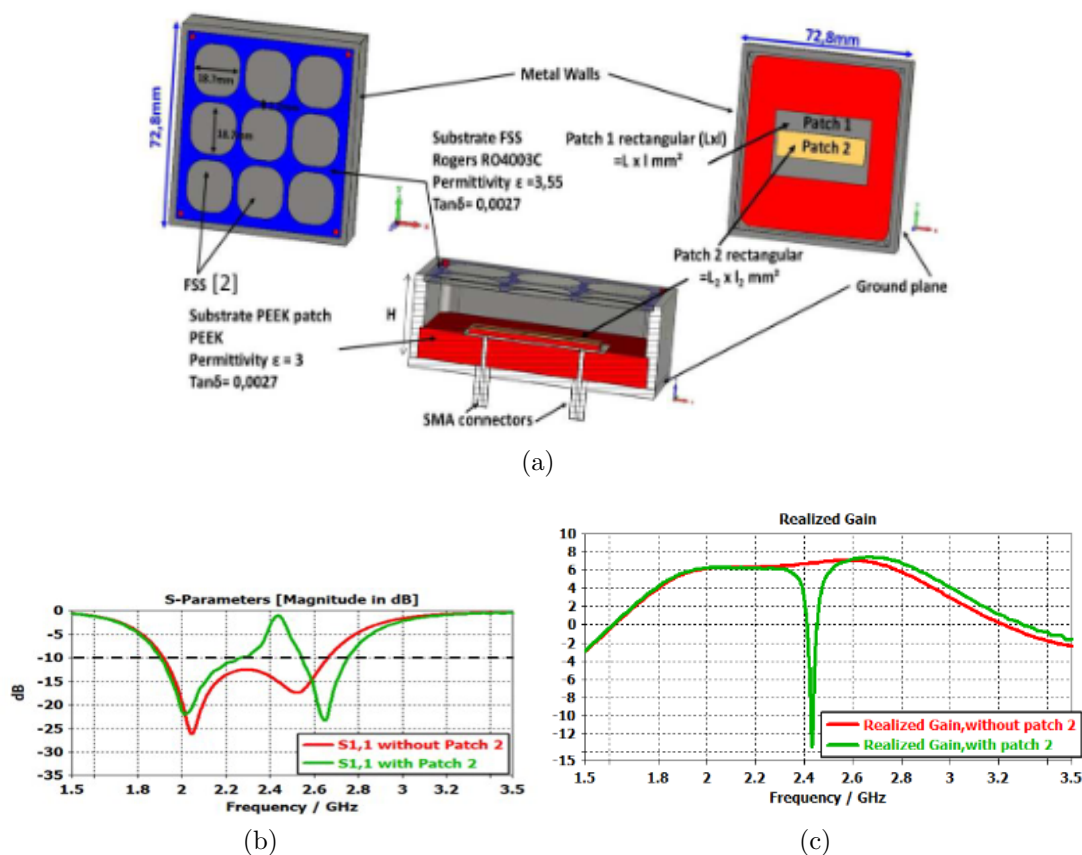 72,8mm
72,8mm
18.7mm
Metal Walls
Substrate FSS
Rogers RO4003C
Permittivity ε =3,55
Tanδ= 0,0027
FSS [2]
Substrate PEEK patch
PEEK
Permittivity ε = 3
Tanδ= 0,0027
H
SMA connectors
72,8mm
Patch 1 rectangular (Lxl)
=L x l mm²
Patch 1
Patch 2
Patch 2 rectangular
=L₂ x l₂ mm²
Ground plane
(a)
S-Parameters [Magnitude in dB]
0
-5
-10
-15
-20
-25
-30
-35
dB
S1,1 without Patch 2
S1,1 with Patch 2
1.5 1.8 2 2.2 2.4 2.6 2.8 3 3.2 3.5
Frequency / GHz
(b)
Realized Gain
10
8
6
4
2
0
-2
-4
-6
-8
-10
-12
-15
Realized Gain,without patch 2
Realized Gain,with patch 2
1.5 1.8 2 2.2 2.4 2.6 2.8 3 3.2 3.5
Frequency / GHz
(c)